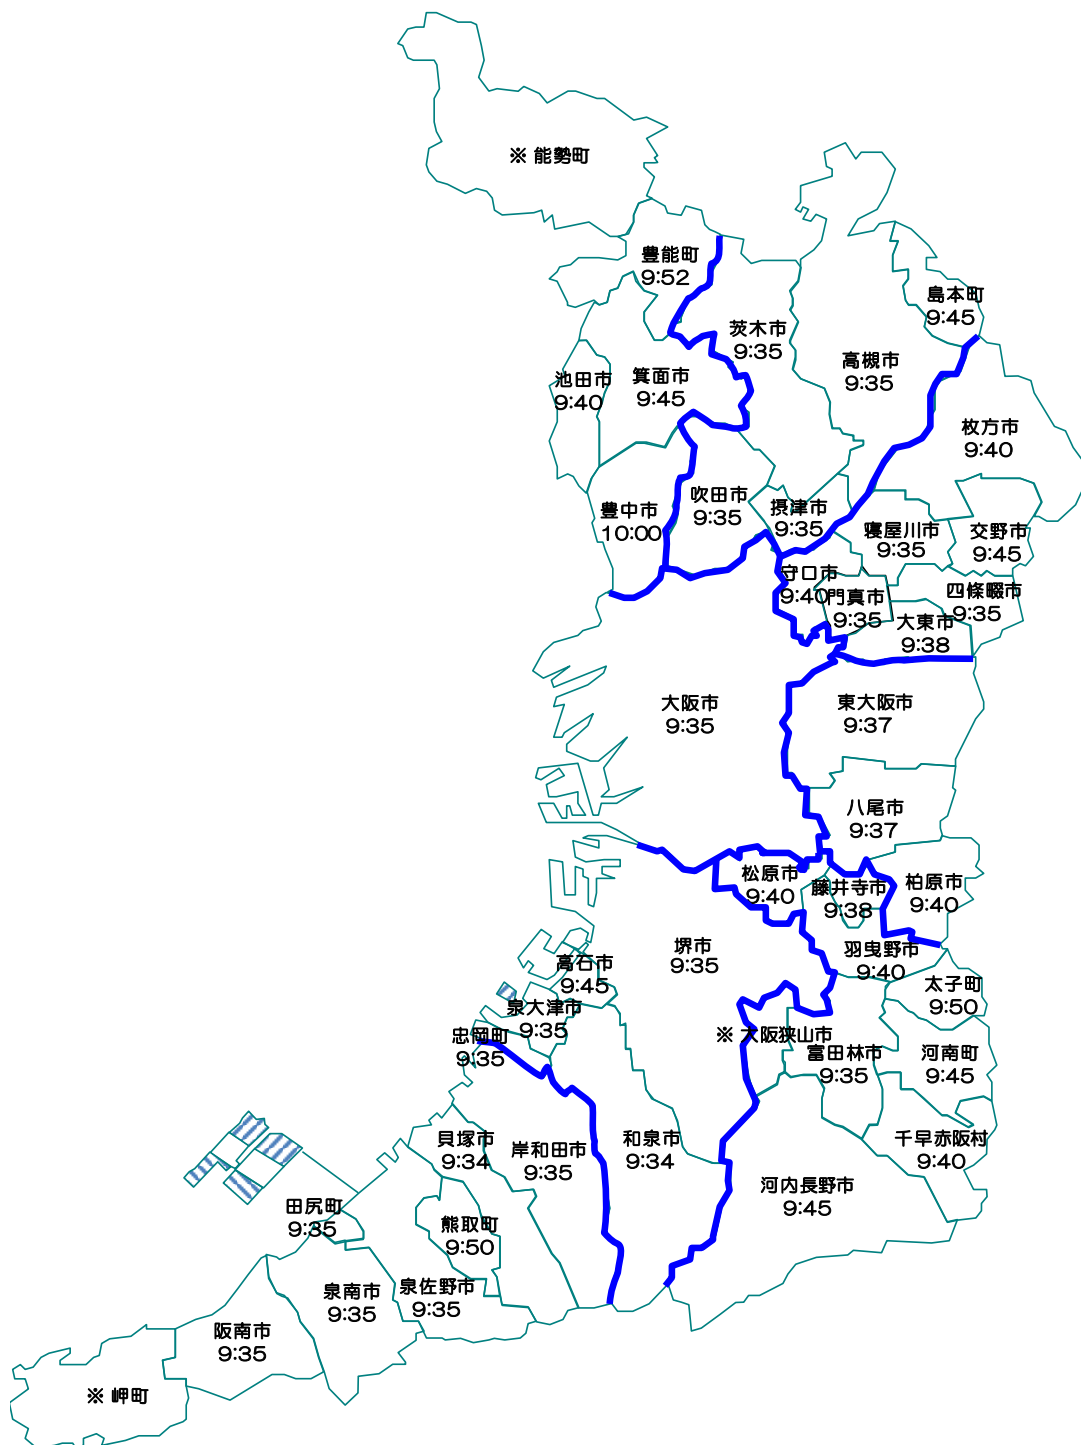 ※ 能勢町
豊能町
9:52
島本町
9:45
茨木市
9:35
高槻市
9:35
池田市
9:40
箕面市
9:45
枚方市
9:40
豊中市
10:00
吹田市
9:35
摂津市
9:35
寝屋川市
9:35
交野市
9:45
守口市
9:40
門真市
9:35
四條畷市
9:35
大東市
9:38
大阪市
9:35
東大阪市
9:37
八尾市
9:37
松原市
9:40
藤井寺市
9:38
柏原市
9:40
堺市
9:35
羽曳野市
9:40
高石市
9:45
太子町
9:50
泉大津市
9:35
忠岡町
9:35
※ 大阪狭山市
富田林市
9:35
河南町
9:45
貝塚市
9:34
岸和田市
9:35
和泉市
9:34
千早赤阪村
9:40
河内長野市
9:45
田尻町
9:35
熊取町
9:50
泉南市
9:35
泉佐野市
9:35
阪南市
9:35
※ 岬町